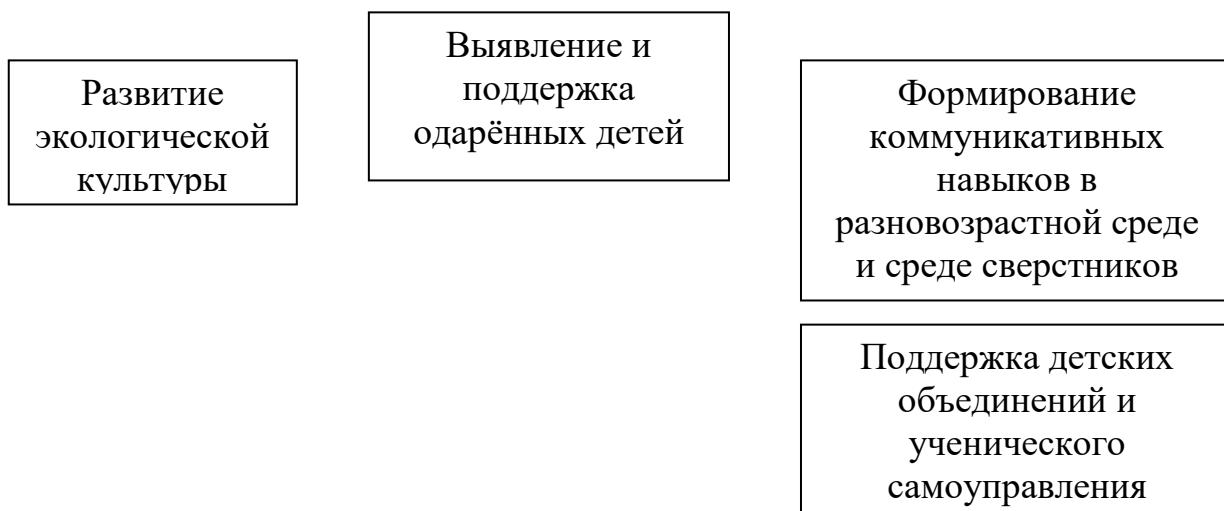 Развитие
экологической
культуры
Выявление и
поддержка
одарённых детей
Формирование
коммуникативных
навыков в
разновозрастной среде
и среде сверстников
Поддержка детских
объединений и
ученического
самоуправления